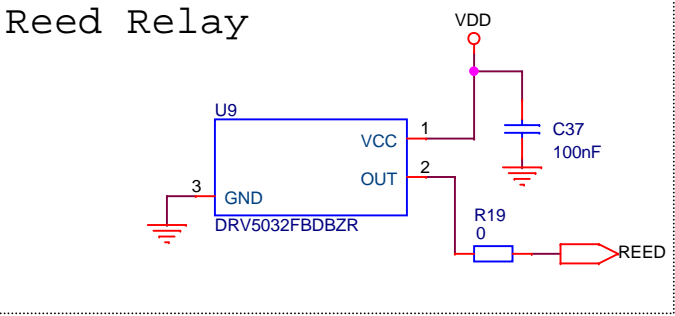 Reed Relay
VDD
U9
VCC
1
C37
100nF
OUT
2
3
GND
DRV5032FBDBZR
R19
0
REED